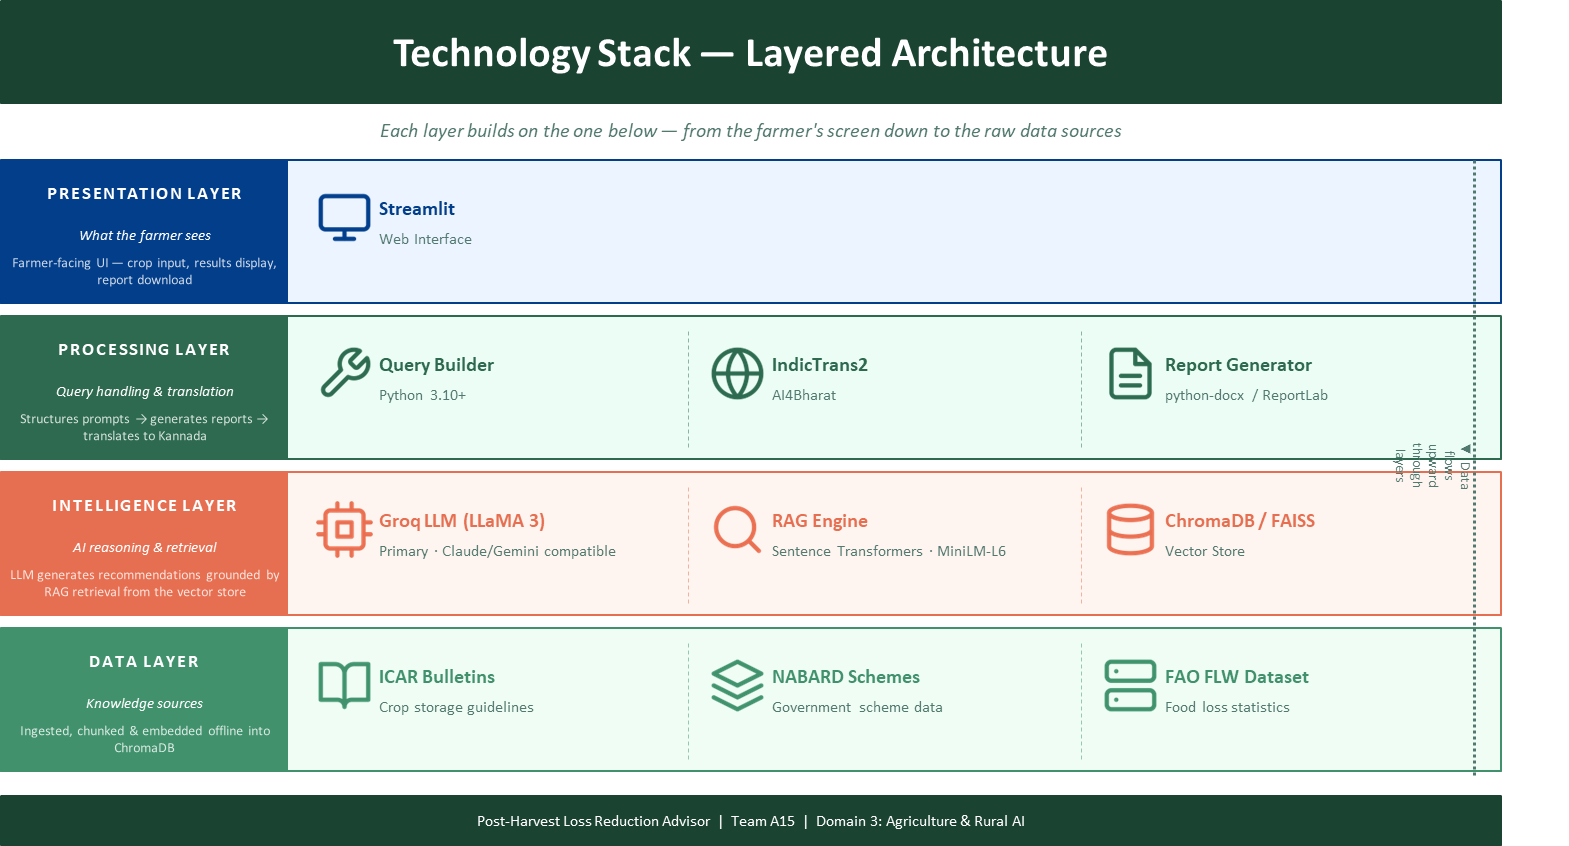 Technology Stack — Layered Architecture
Each layer builds on the one below — from the farmer's screen down to the raw data sources
PRESENTATION LAYER
What the farmer sees
Farmer-facing UI — crop input, results display,
report download
Streamlit
Web Interface
PROCESSING LAYER
Query handling & translation
Structures prompts → generates reports →
translates to Kannada
Query Builder
Python 3.10+
IndicTrans2
AI4Bharat
Report Generator
python-docx / ReportLab
▲ Data
flows
upward
through
layers
INTELLIGENCE LAYER
AI reasoning & retrieval
LLM generates recommendations grounded by
RAG retrieval from the vector store
Groq LLM (LLaMA 3)
Primary · Claude/Gemini compatible
RAG Engine
Sentence Transformers · MiniLM-L6
ChromaDB / FAISS
Vector Store
DATA LAYER
Knowledge sources
Ingested, chunked & embedded offline into
ChromaDB
ICAR Bulletins
Crop storage guidelines
NABARD Schemes
Government scheme data
FAO FLW Dataset
Food loss statistics
Post-Harvest Loss Reduction Advisor | Team A15 | Domain 3: Agriculture & Rural AI